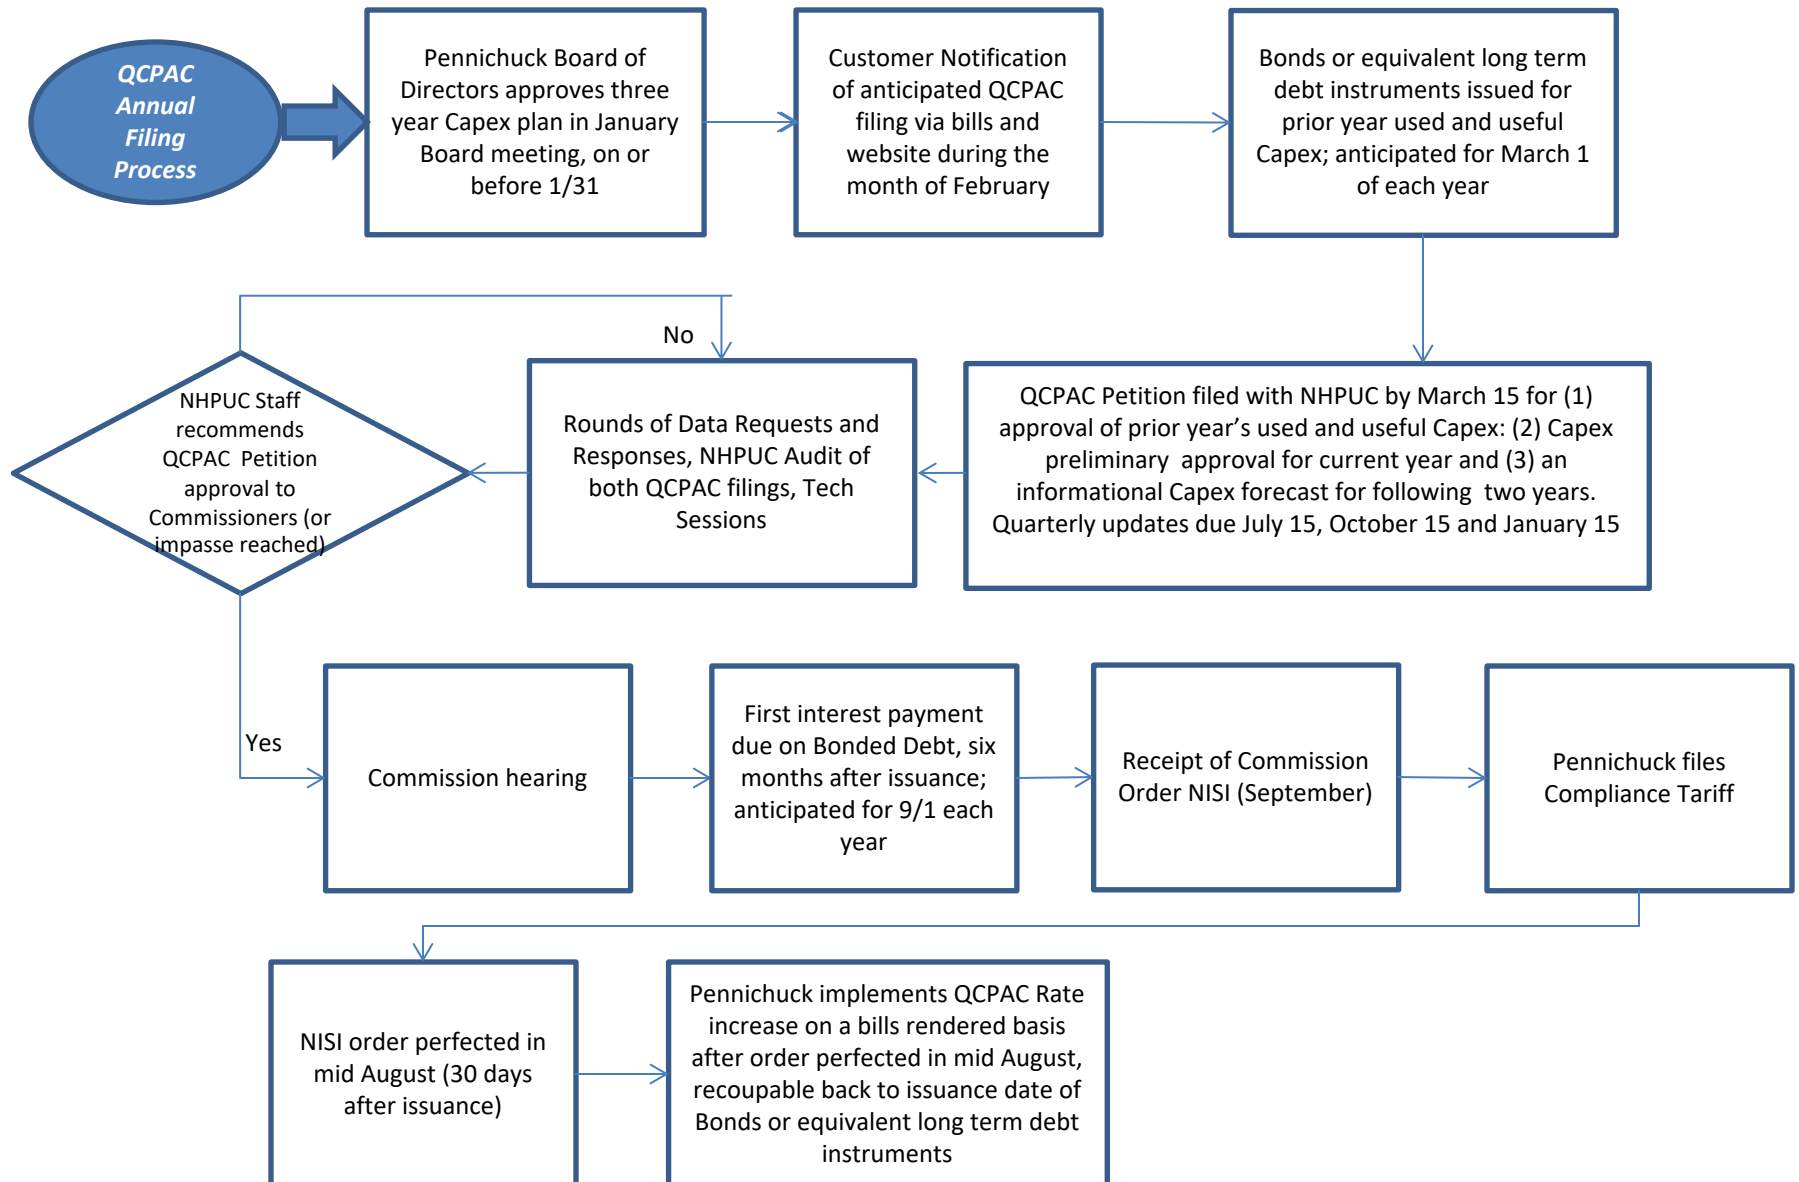 QCPAC
Annual
Filing
Process
Pennichuck Board of
Directors approves three
year Capex plan in January
Board meeting, on or
before 1/31
Customer Notification
of anticipated QCPAC
filing via bills and
website during the
month of February
Bonds or equivalent long term
debt instruments issued for
prior year used and useful
Capex; anticipated for March 1
of each year
QCPAC Petition filed with NHPUC by March 15 for (1)
approval of prior year’s used and useful Capex: (2) Capex
preliminary approval for current year and (3) an
informational Capex forecast for following two years.
Quarterly updates due July 15, October 15 and January 15
Rounds of Data Requests and
Responses, NHPUC Audit of
both QCPAC filings, Tech
Sessions
NHPUC Staff
recommends
QCPAC Petition
approval to
Commissioners (or
impasse reached)
No
Yes
Commission hearing
First interest payment
due on Bonded Debt, six
months after issuance;
anticipated for 9/1 each
year
Receipt of Commission
Order NISI (September)
Pennichuck files
Compliance Tariff
NISI order perfected in
mid August (30 days
after issuance)
Pennichuck implements QCPAC Rate
increase on a bills rendered basis
after order perfected in mid August,
recoupable back to issuance date of
Bonds or equivalent long term debt
instruments